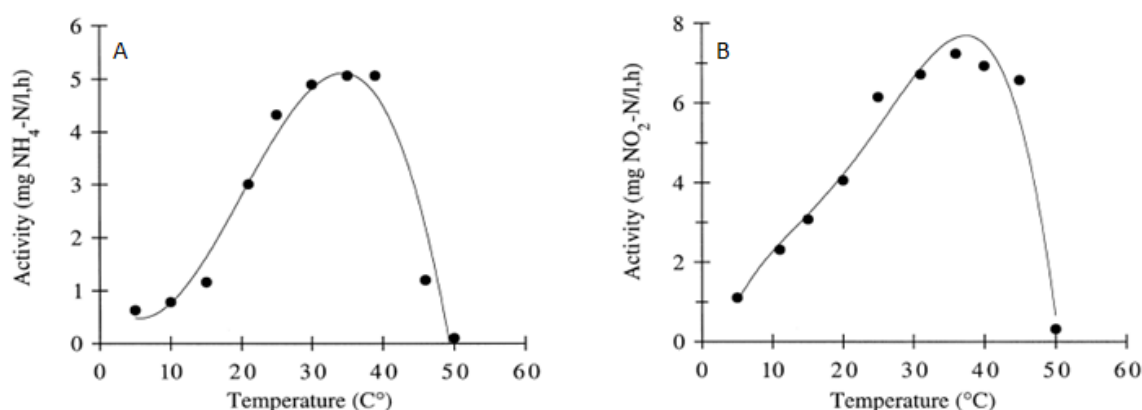 A
Activity (mg NH4-N/l,h)
6
5
4
3
2
1
0
0 10 20 30 40 50 60
Temperature (C°)
B
Activity (mg NO2-N/l,h)
8
6
4
2
0
0 10 20 30 40 50 60
Temperature (°C)